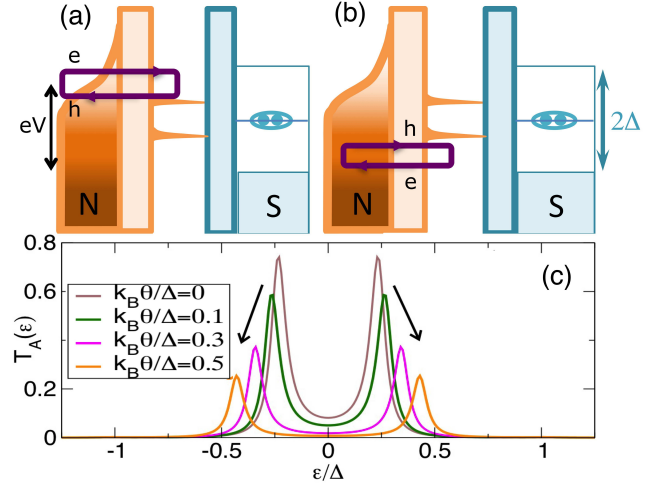 (a)
(b)
e
h
eV
N
S
h
e
N
S
2Δ
(c)
0.8
0.6
0.4
0.2
0
T_A(ε)
k_Bθ/Δ=0
k_Bθ/Δ=0.1
k_Bθ/Δ=0.3
k_Bθ/Δ=0.5
-1 -0.5 0 0.5 1
ε/Δ